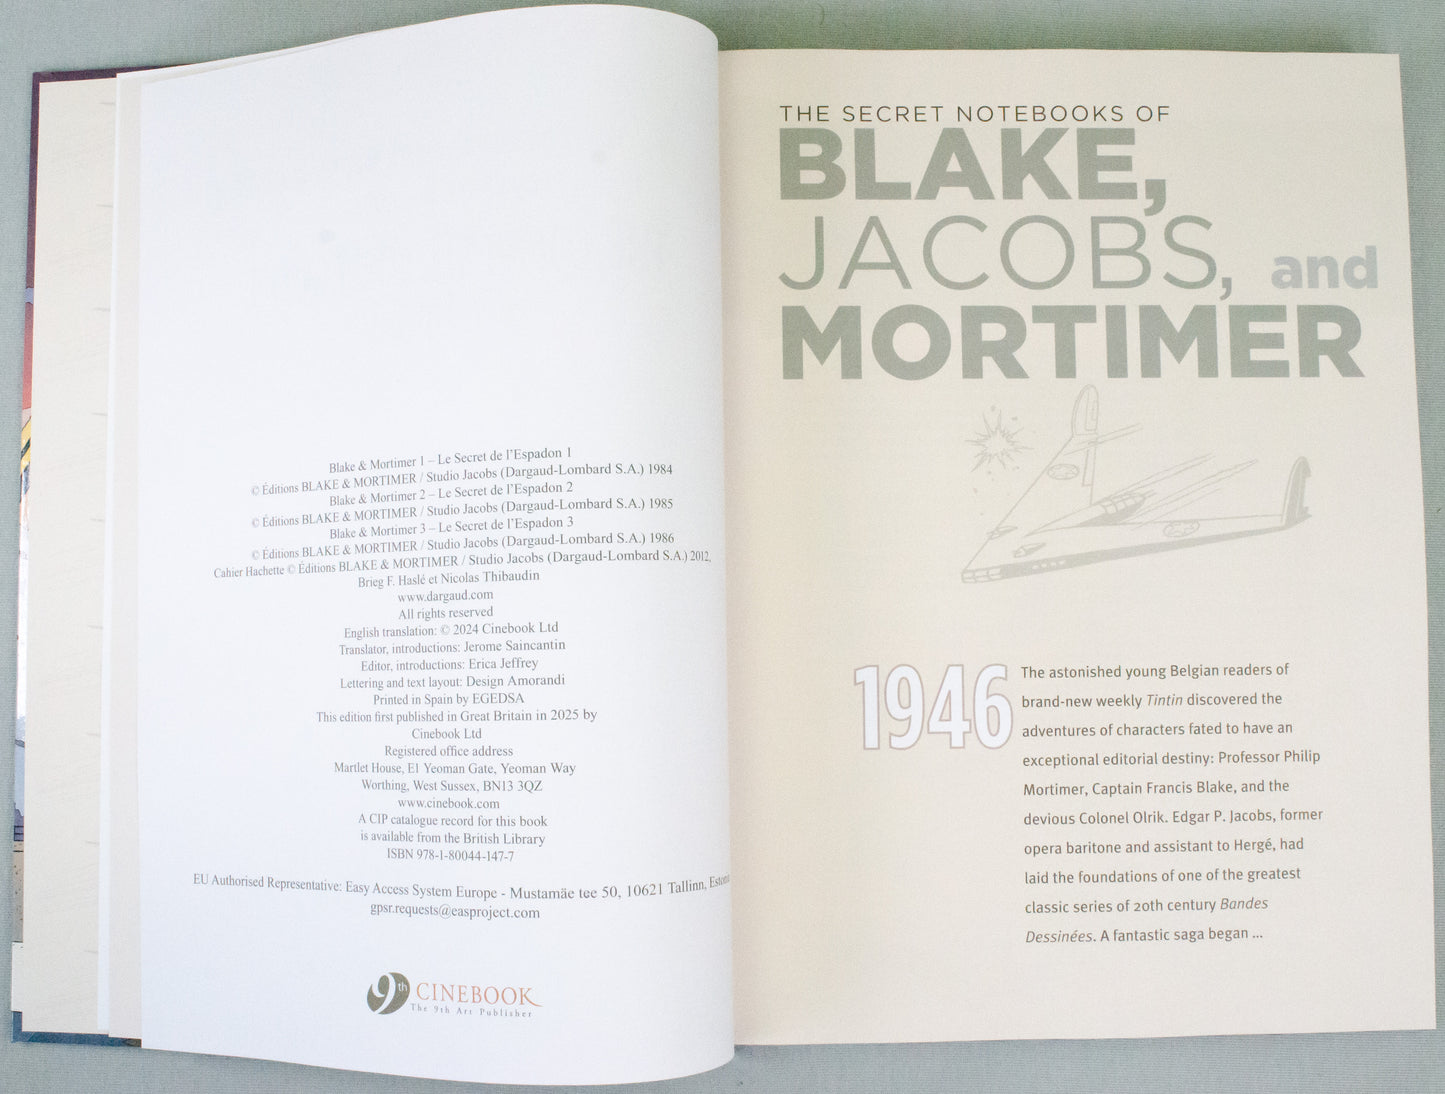 Blake & Mortimer 1 – Le Secret de l'Espadon 1
© Éditions BLAKE & MORTIMER / Studio Jacobs (Dargaud-Lombard S.A.) 1984
Blake & Mortimer 2 – Le Secret de l'Espadon 2
© Éditions BLAKE & MORTIMER / Studio Jacobs (Dargaud-Lombard S.A.) 1985
Blake & Mortimer 3 – Le Secret de l'Espadon 3
© Éditions BLAKE & MORTIMER / Studio Jacobs (Dargaud-Lombard S.A.) 1986
Cahier Hachette © Éditions BLAKE & MORTIMER / Studio Jacobs (Dargaud-Lombard S.A.) 2012,
Brieg F. Haslé et Nicolas Thibaudin
www.dargaud.com
All rights reserved
English translation: © 2024 Cinebook Ltd
Translator, introductions: Jerome Saincantin
Editor, introductions: Erica Jeffrey
Lettering and text layout: Design Amorandi
Printed in Spain by EGEDSA
This edition first published in Great Britain in 2025 by
Cinebook Ltd
Registered office address
Martlet House, E1 Yeoman Gate, Yeoman Way
Worthing, West Sussex, BN13 3QZ
www.cinebook.com
A CIP catalogue record for this book
is available from the British Library
ISBN 978-1-80044-147-7
EU Authorised Representative: Easy Access System Europe - Mustamäe tee 50, 10621 Tallinn, Estonia
gpsr.requests@easproject.com
9th CINEBOOK
The 9th Art Publisher
THE SECRET NOTEBOOKS OF
BLAKE,
JACOBS, and
MORTIMER
1946
The astonished young Belgian readers of
brand-new weekly Tintin discovered the
adventures of characters fated to have an
exceptional editorial destiny: Professor Philip
Mortimer, Captain Francis Blake, and the
devious Colonel Olrik. Edgar P. Jacobs, former
opera baritone and assistant to Hergé, had
laid the foundations of one of the greatest
classic series of 20th century Bandes
Dessinées. A fantastic saga began ...